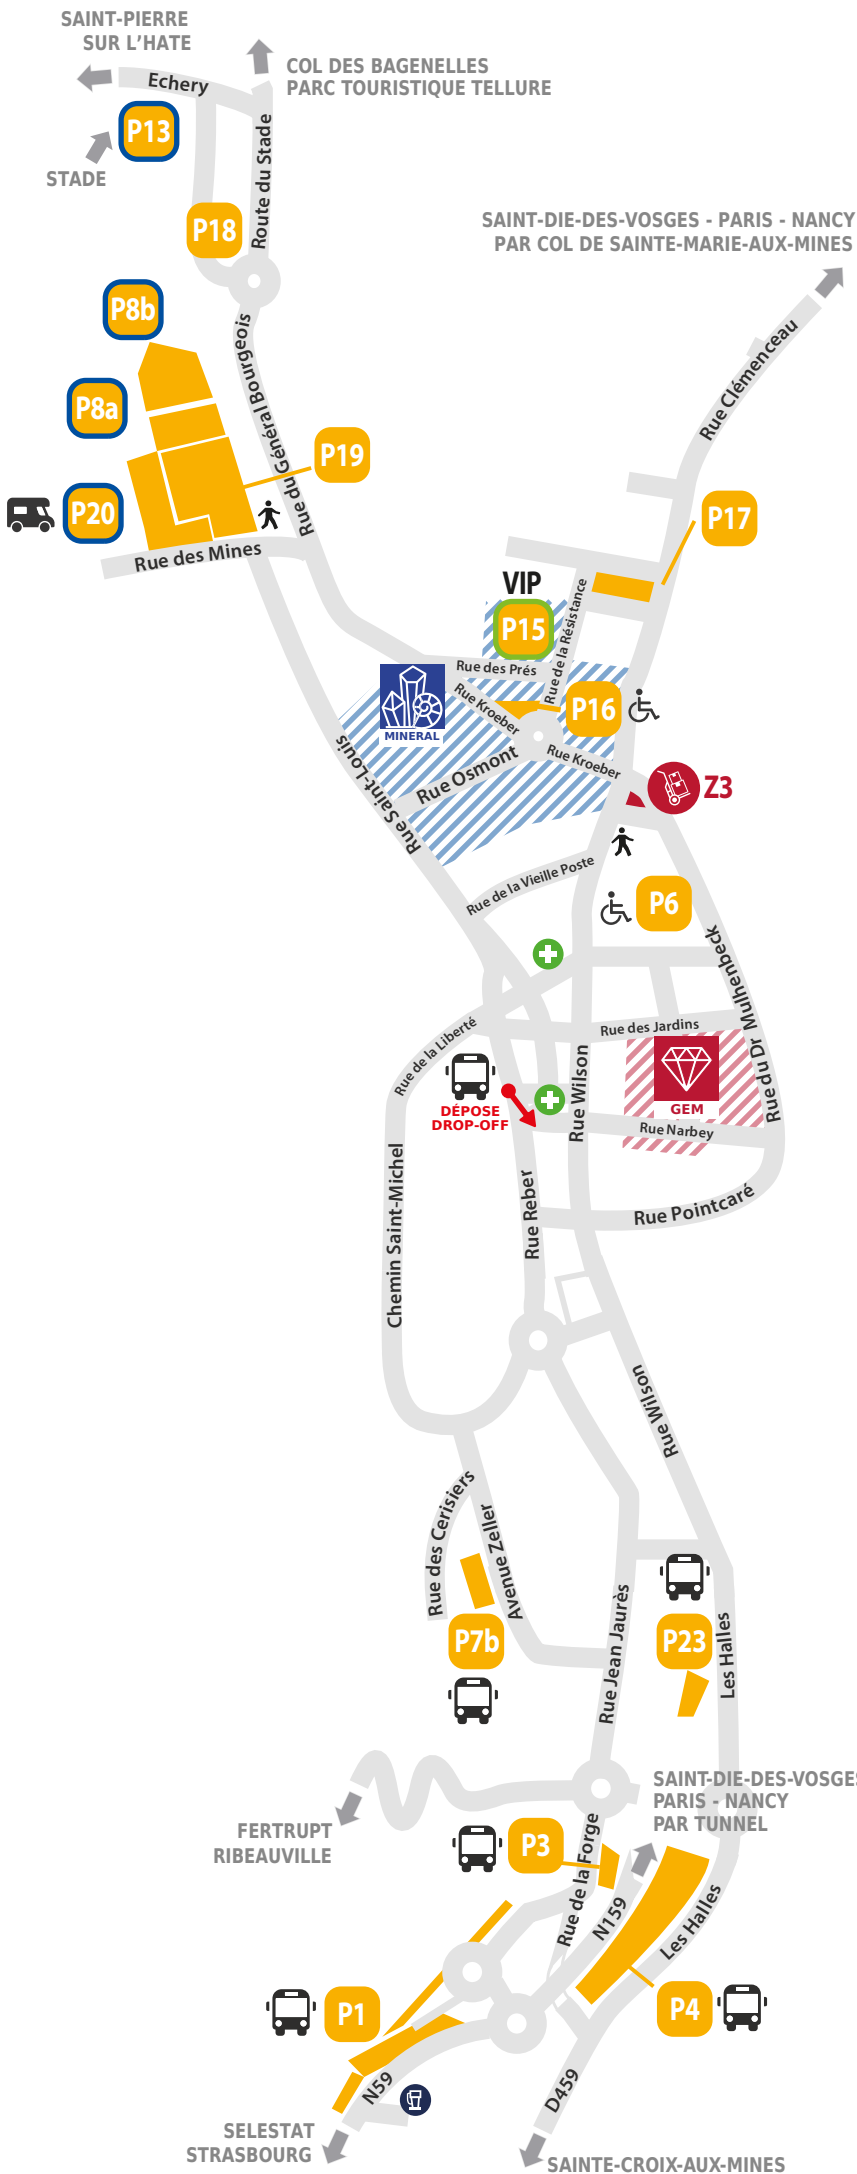 SAINT-PIERRE
SUR L'HATE
COL DES BAGENELLES
PARC TOURISTIQUE TELLURE
Echery
P13
STADE
Route du Stade
P18
SAINT-DIE-DES-VOSGES - PARIS - NANCY
PAR COL DE SAINTE-MARIE-AUX-MINES
P8b
Rue du Général Bourgeois
Rue Clémenceau
P8a
P19
P20
P17
Rue des Mines
VIP
P15
Rue de la Résistance
Rue des Prés
MINERAL
Rue Kroeber
P16
Rue Osmont
Rue Kroeber
Rue Saint-Louis
Z3
Rue de la Vieille Poste
P6
Rue du Dr Mulhenbeck
Rue de la Liberté
Rue des Jardins
Rue Wilson
GEM
DÉPOSE
DROP-OFF
Rue Narbey
Chemin Saint-Michel
Rue Reber
Rue Pointcaré
Rue Wilson
Rue des Cerisiers
Avenue Zeller
P7b
P23
Rue Jean Jaurès
Les Halles
SAINT-DIE-DES-VOSGES
PARIS - NANCY
PAR TUNNEL
FERTRUPT
RIBEAUVILLE
P3
Rue de la Forge
N159
Les Halles
P1
P4
N59
D459
SELESTAT
STRASBOURG
SAINTE-CROIX-AUX-MINES